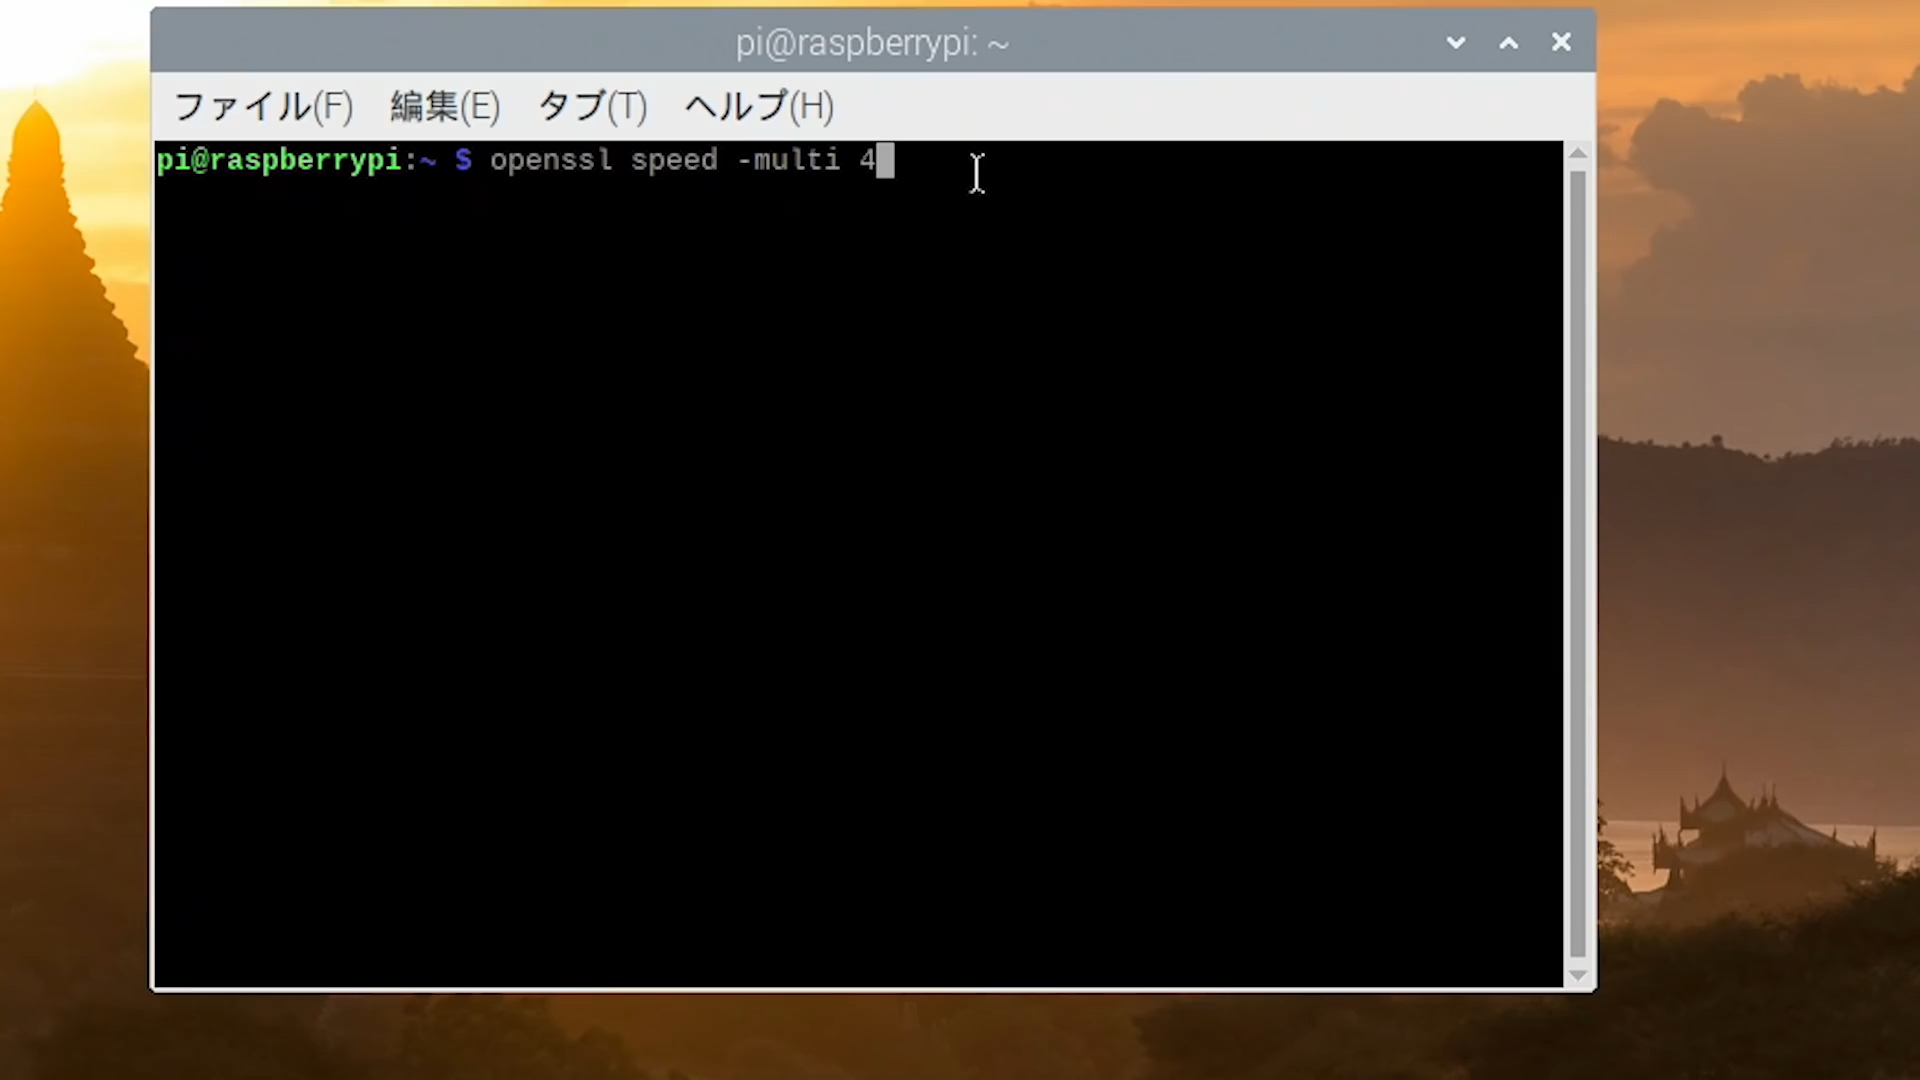 pi@raspberrypi: ~
ファイル(F) 編集(E) タブ(T) ヘルプ(H)
pi@raspberrypi:~ $ openssl speed -multi 4